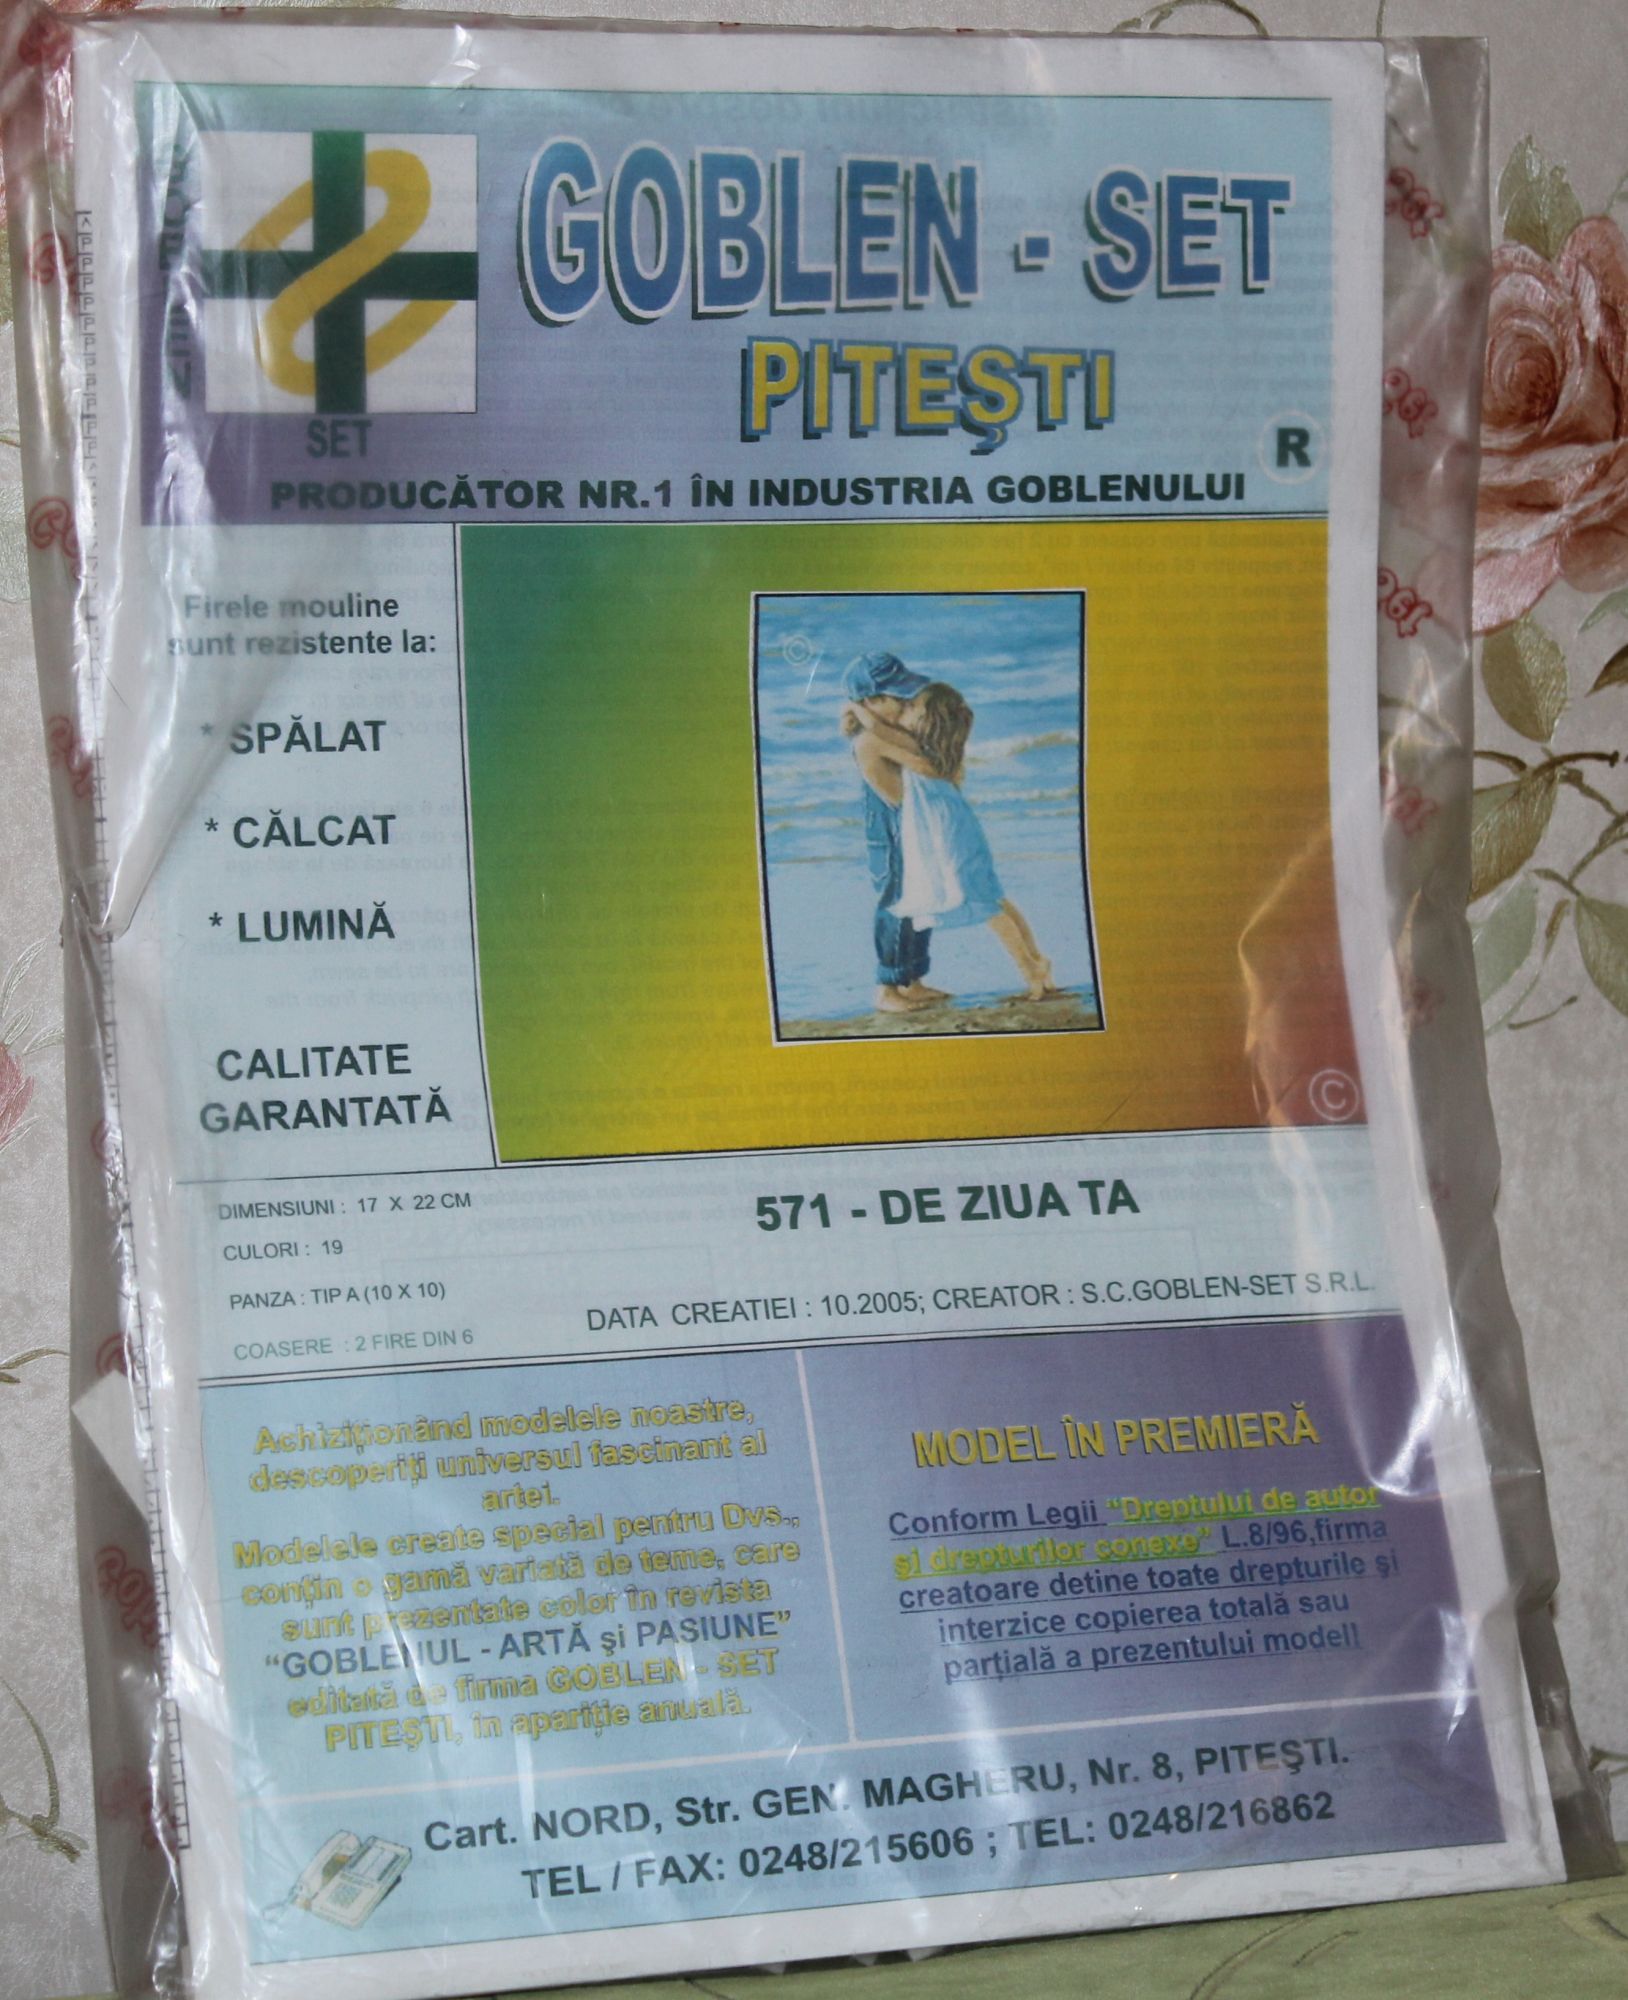 GOBLEN
SET
GOBLEN - SET
PITEŞTI
R
PRODUCĂTOR NR.1 ÎN INDUSTRIA GOBLENULUI
Firele mouline
sunt rezistente la:
* SPĂLAT
* CĂLCAT
* LUMINĂ
CALITATE
GARANTATĂ
©
©
DIMENSIUNI : 17 X 22 CM
CULORI : 19
PANZA : TIP A (10 X 10)
COASERE : 2 FIRE DIN 6
571 - DE ZIUA TA
DATA CREATIEI : 10.2005; CREATOR : S.C.GOBLEN-SET S.R.L.
Achiziţionând modelele noastre,
descoperiţi universul fascinant al
artei.
Modelele create special pentru Dvs.,
conţin o gamă variată de teme, care
sunt prezentate color în revista
“GOBLENUL - ARTĂ şi PASIUNE”
editată de firma GOBLEN - SET
PITEŞTI, în apariţie anuală.
MODEL ÎN PREMIERĂ
Conform Legii “Dreptului de autor
şi drepturilor conexe” L.8/96,firma
creatoare detine toate drepturile şi
interzice copierea totală sau
parţială a prezentului model!
Cart. NORD, Str. GEN. MAGHERU, Nr. 8, PITEŞTI.
TEL / FAX: 0248/215606 ; TEL: 0248/216862